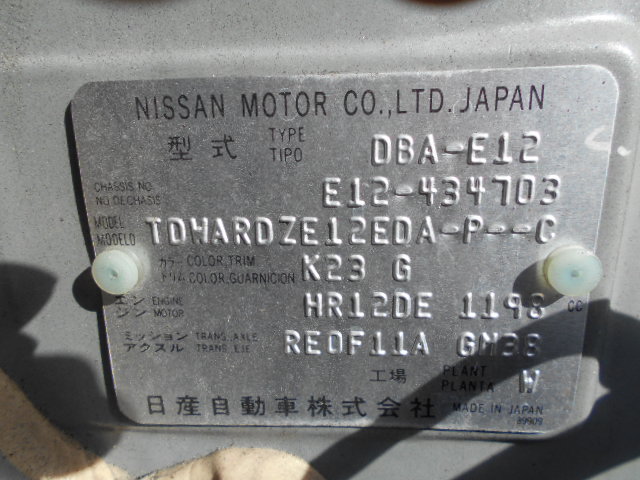 NISSAN MOTOR CO.,LTD. JAPAN
型式 TYPE TIPO DBA-E12
CHASSIS NO. NO.DE CHASIS E12-434703
MODEL MODELO TDWARDZE12EDA-P--C
カラー COLOR,TRIM トリム COLOR,GUARNICION K23 G
エンジン ENGINE MOTOR HR12DE 1198 CC
ミッション TRANS. AXLE アクスル TRANS. EJE RE0F11A GM38
工場 PLANT PLANTA W
日産自動車株式会社 MADE IN JAPAN
89909